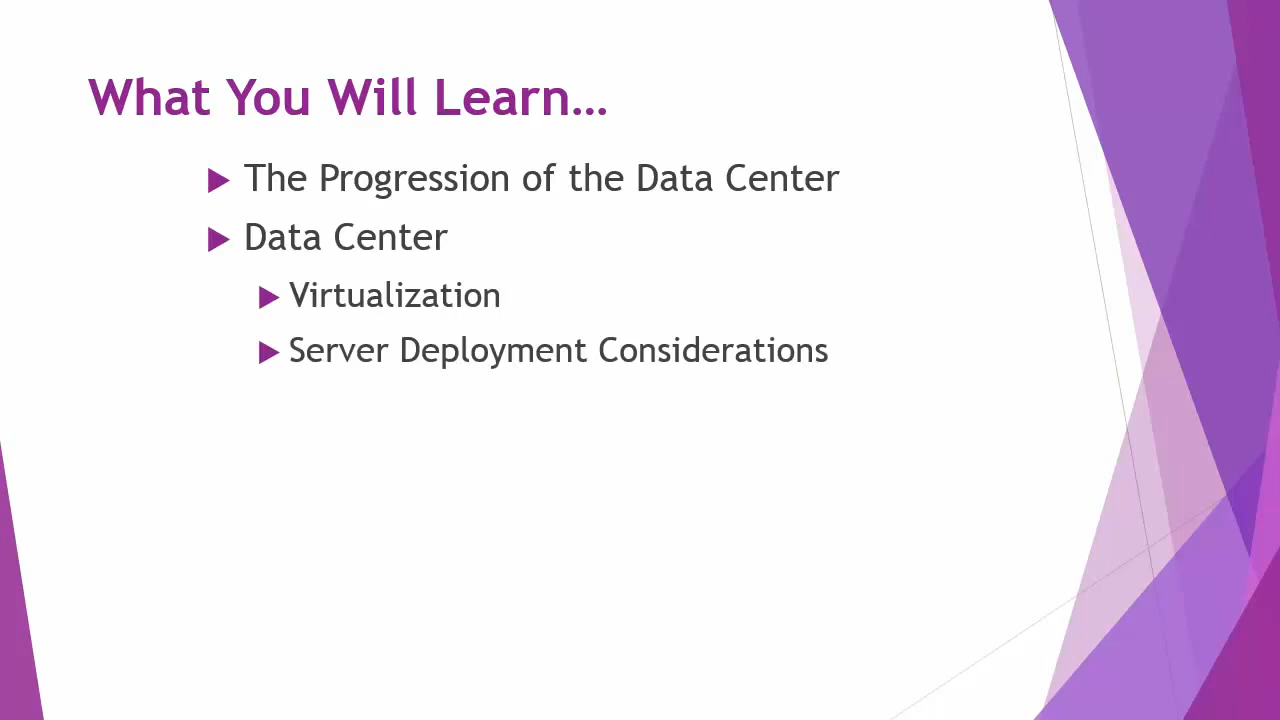 What You Will Learn…
The Progression of the Data Center
Data Center
Virtualization
Server Deployment Considerations